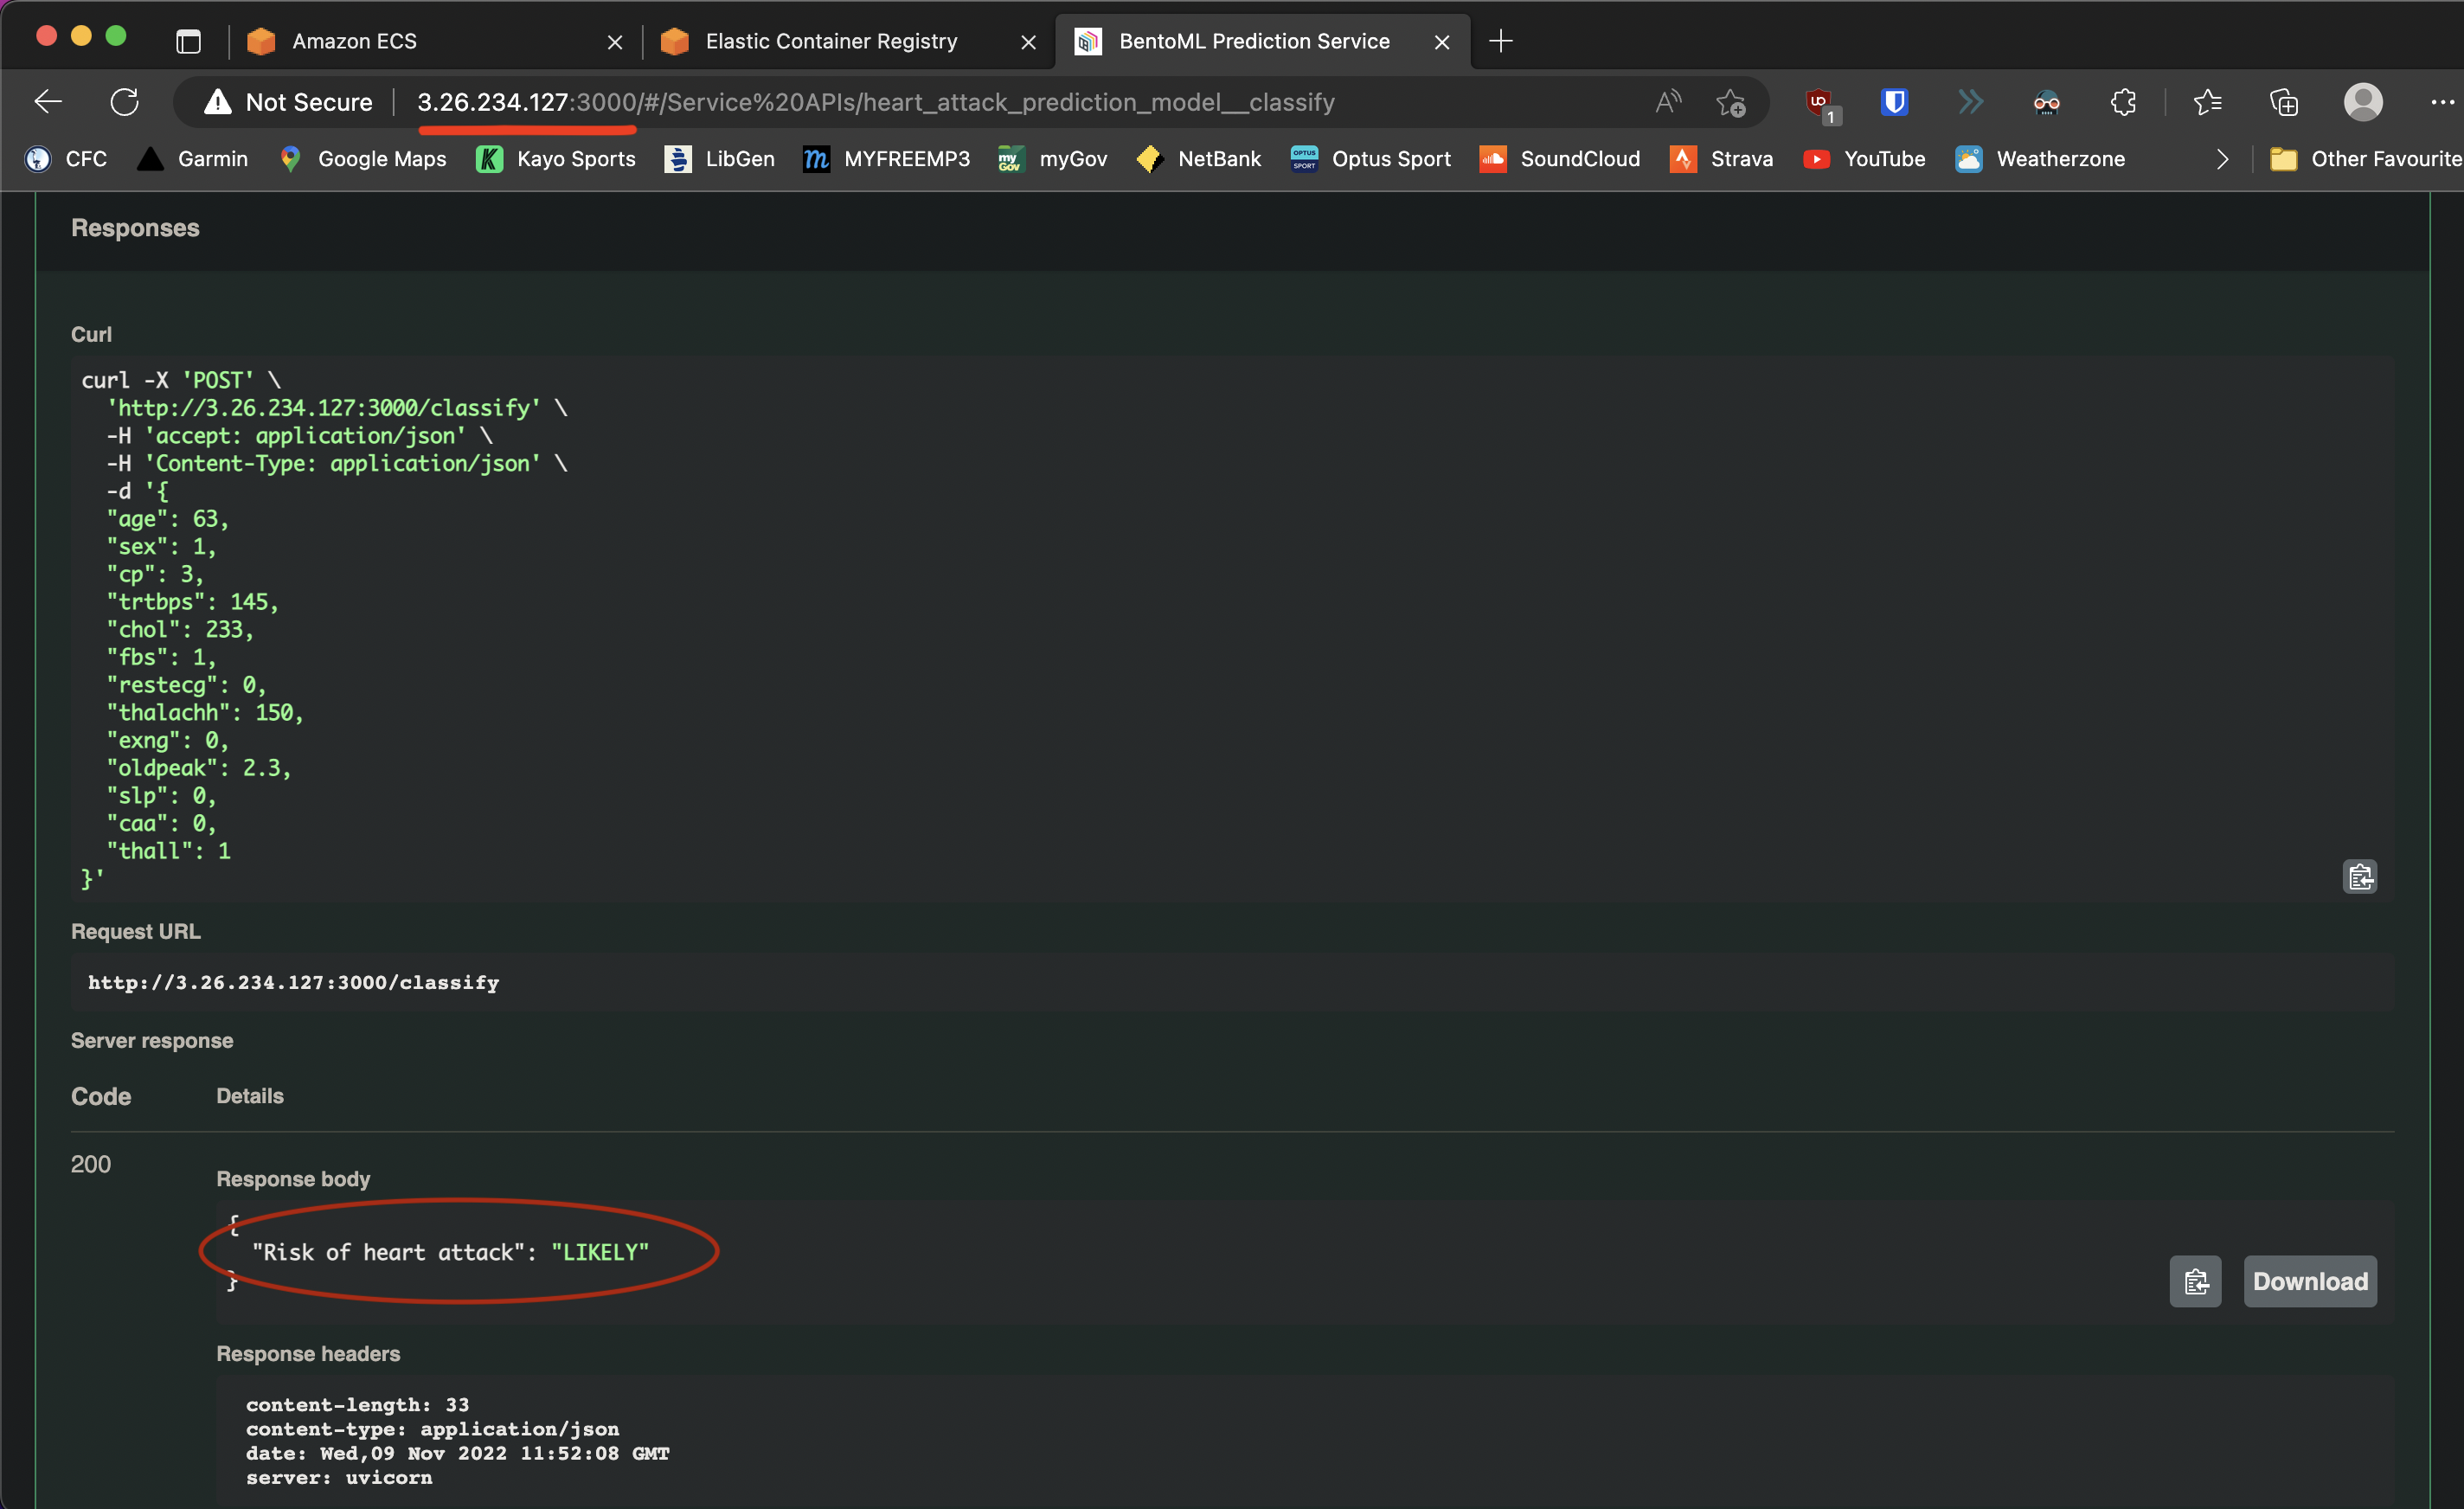 Amazon ECS
Elastic Container Registry
BentoML Prediction Service
Not Secure
3.26.234.127:3000/#/Service%20APIs/heart_attack_prediction_model__classify
1
CFC
Garmin
Google Maps
Kayo Sports
LibGen
MYFREEMP3
myGov
NetBank
Optus Sport
SoundCloud
Strava
YouTube
Weatherzone
Other Favourite
Responses
Curl
curl -X 'POST' \
'http://3.26.234.127:3000/classify' \
-H 'accept: application/json' \
-H 'Content-Type: application/json' \
-d '{
"age": 63,
"sex": 1,
"cp": 3,
"trtbps": 145,
"chol": 233,
"fbs": 1,
"restecg": 0,
"thalachh": 150,
"exng": 0,
"oldpeak": 2.3,
"slp": 0,
"caa": 0,
"thall": 1
}'
Request URL
http://3.26.234.127:3000/classify
Server response
Code Details
200
Response body
{
"Risk of heart attack": "LIKELY"
}
Download
Response headers
content-length: 33
content-type: application/json
date: Wed,09 Nov 2022 11:52:08 GMT
server: uvicorn